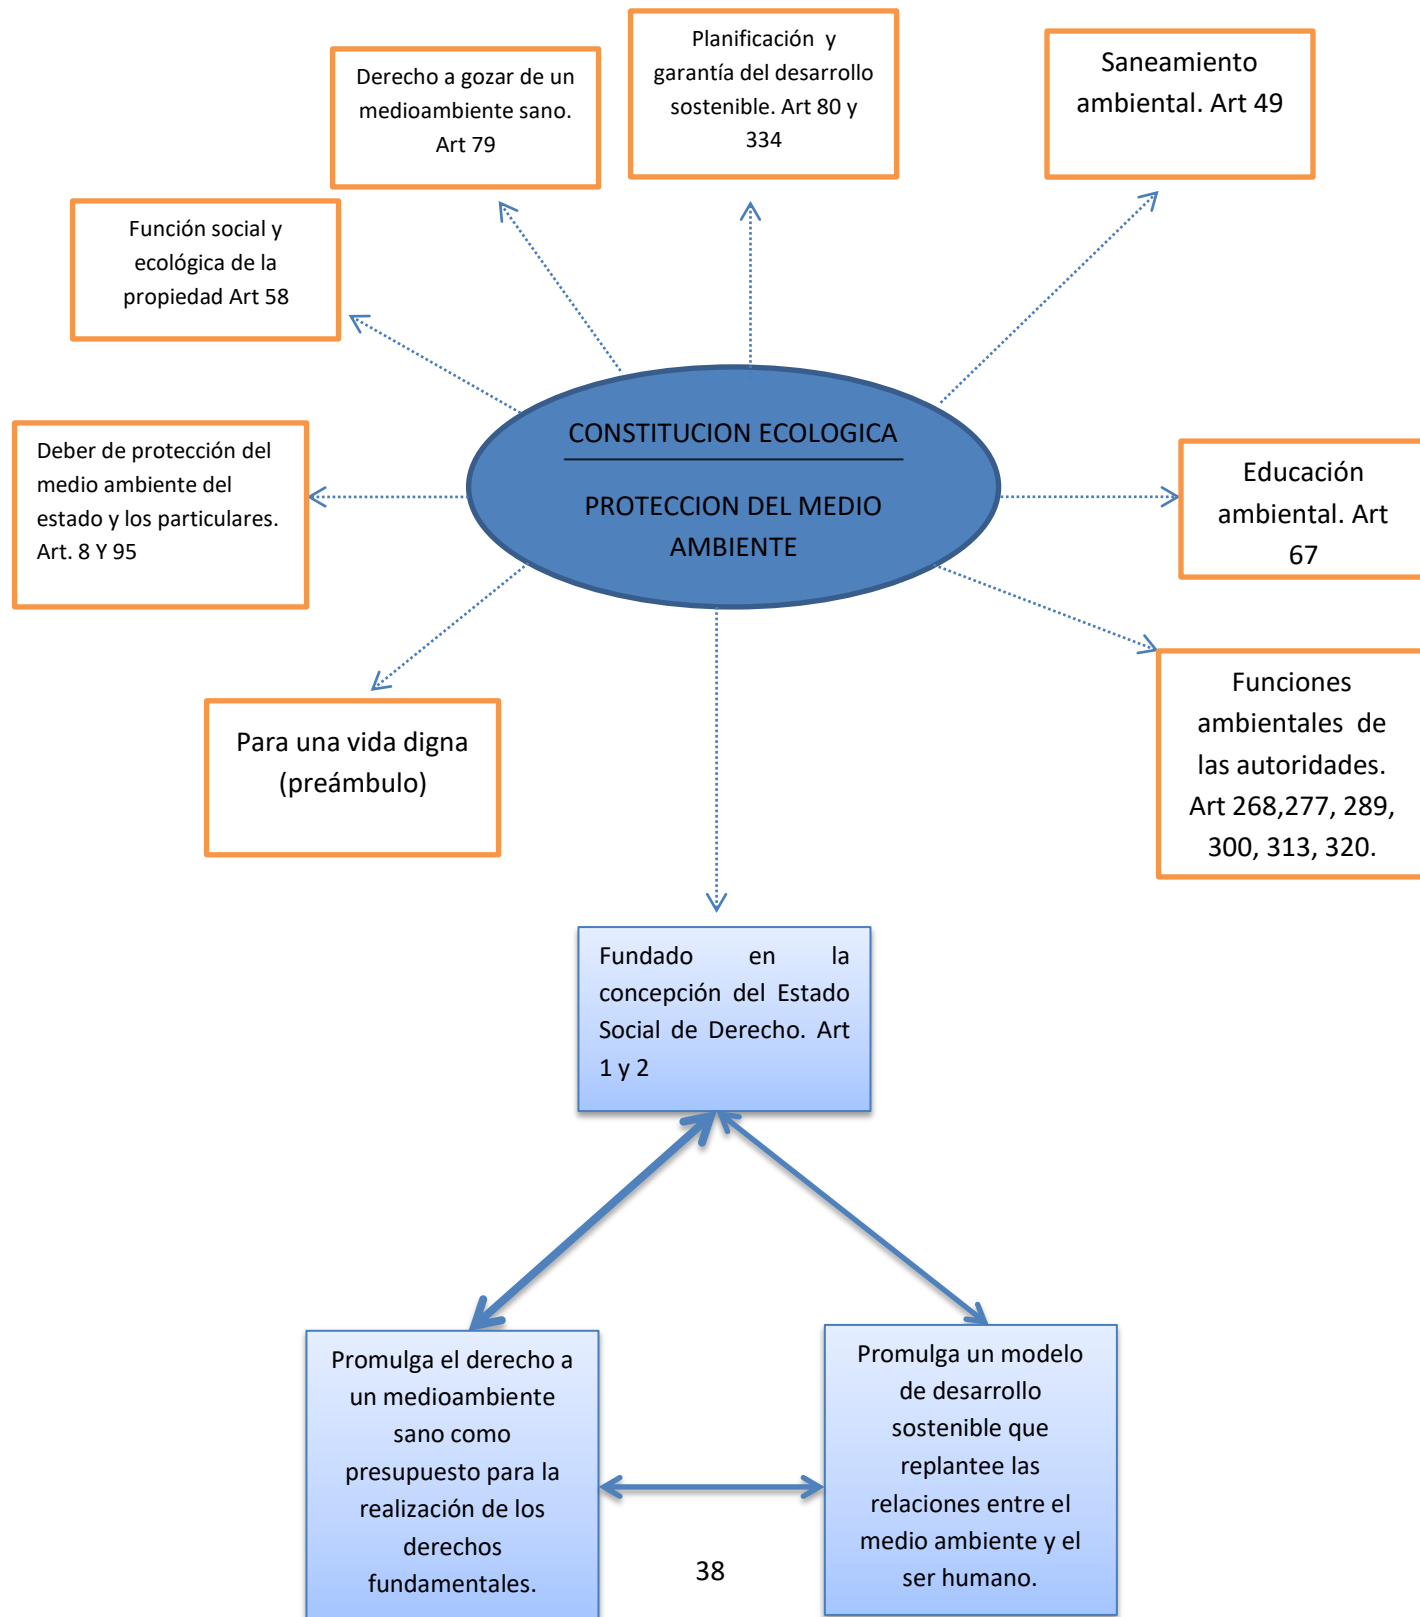 Planificación y
garantía del desarrollo
sostenible. Art 80 y
334
Saneamiento
ambiental. Art 49
Derecho a gozar de un
medioambiente sano.
Art 79
Función social y
ecológica de la
propiedad Art 58
CONSTITUCION ECOLOGICA
PROTECCION DEL MEDIO
AMBIENTE
Deber de protección del
medio ambiente del
estado y los particulares.
Art. 8 Y 95
Educación
ambiental. Art
67
Para una vida digna
(preámbulo)
Funciones
ambientales de
las autoridades.
Art 268,277, 289,
300, 313, 320.
Fundado en la
concepción del Estado
Social de Derecho. Art
1 y 2
Promulga el derecho a
un medioambiente
sano como
presupuesto para la
realización de los
derechos
fundamentales.
Promulga un modelo
de desarrollo
sostenible que
replantee las
relaciones entre el
medio ambiente y el
ser humano.
38